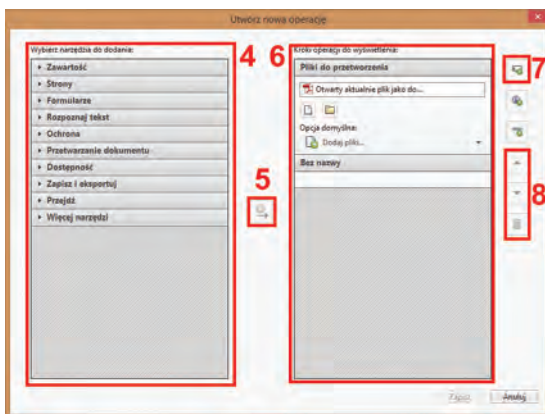 Utwórz nową operację
Wybierz narzędzia do dodania:
4
Zawartość
Strony
Formularze
Rozpoznaj tekst
Ochrona
Przetwarzanie dokumentu
Dostępność
Zapisz i eksportuj
Przejdź
Więcej narzędzi
5
6
Kroki operacji do wyświetlenia:
Pliki do przetworzenia
Otwarty aktualnie plik jako do...
Opcja domyślna:
Dodaj pliki...
Bez nazwy
7
8
Zapisz
Anuluj